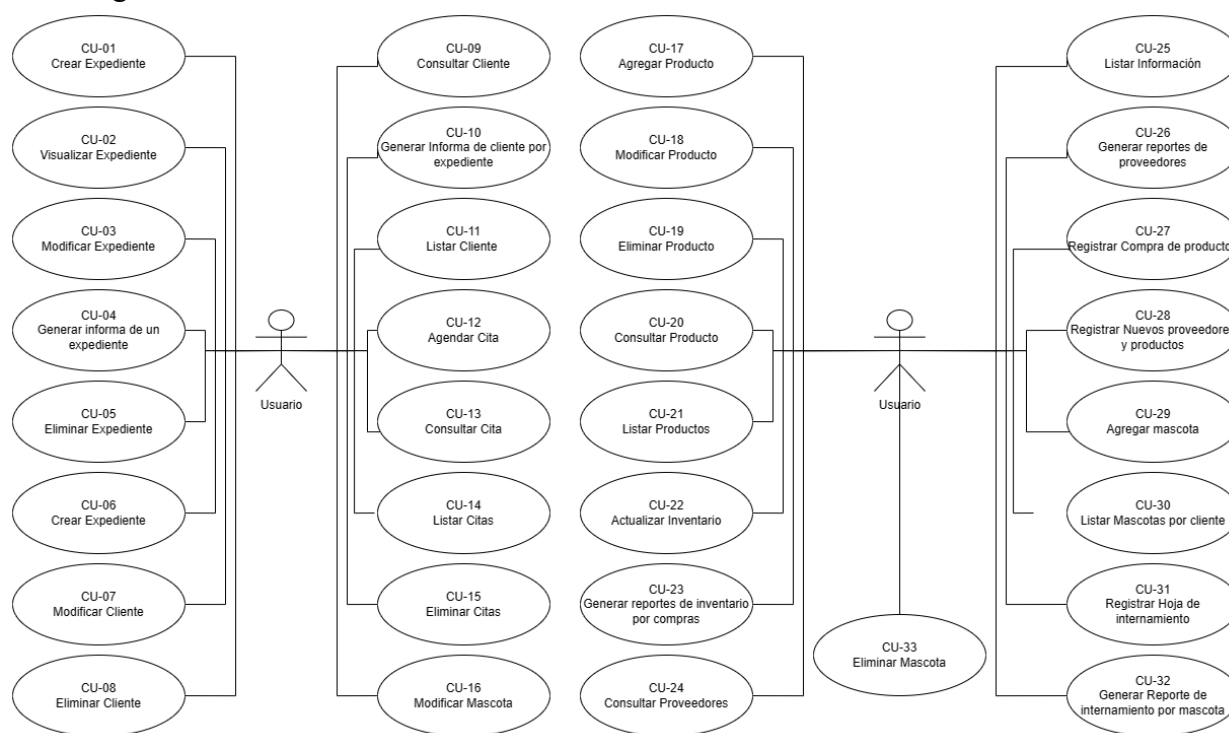 CU-01
Crear Expediente
CU-02
Visualizar Expediente
CU-03
Modificar Expediente
CU-04
Generar informa de un
expediente
CU-05
Eliminar Expediente
CU-06
Crear Expediente
CU-07
Modificar Cliente
CU-08
Eliminar Cliente
Usuario
CU-09
Consultar Cliente
CU-10
Generar Informa de cliente por
expediente
CU-11
Listar Cliente
CU-12
Agendar Cita
CU-13
Consultar Cita
CU-14
Listar Citas
CU-15
Eliminar Citas
CU-16
Modificar Mascota
CU-17
Agregar Producto
CU-18
Modificar Producto
CU-19
Eliminar Producto
CU-20
Consultar Producto
CU-21
Listar Productos
CU-22
Actualizar Inventario
CU-23
Generar reportes de inventario
por compras
CU-24
Consultar Proveedores
Usuario
CU-33
Eliminar Mascota
CU-25
Listar Información
CU-26
Generar reportes de
proveedores
CU-27
Registrar Compra de producto
CU-28
Registrar Nuevos proveedore
y productos
CU-29
Agregar mascota
CU-30
Listar Mascotas por cliente
CU-31
Registrar Hoja de
internamiento
CU-32
Generar Reporte de
internamiento por mascota